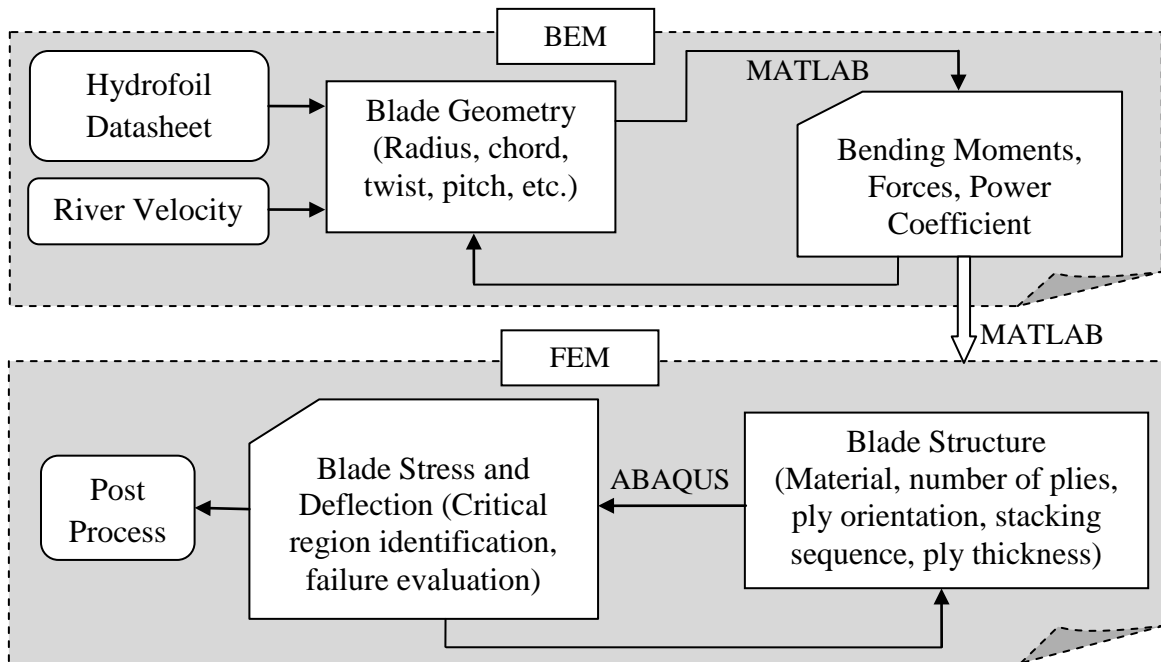 BEM
Hydrofoil
Datasheet
River Velocity
Blade Geometry
(Radius, chord,
twist, pitch, etc.)
MATLAB
Bending Moments,
Forces, Power
Coefficient
MATLAB
FEM
Blade Structure
(Material, number of plies,
ply orientation, stacking
sequence, ply thickness)
ABAQUS
Blade Stress and
Deflection (Critical
region identification,
failure evaluation)
Post
Process